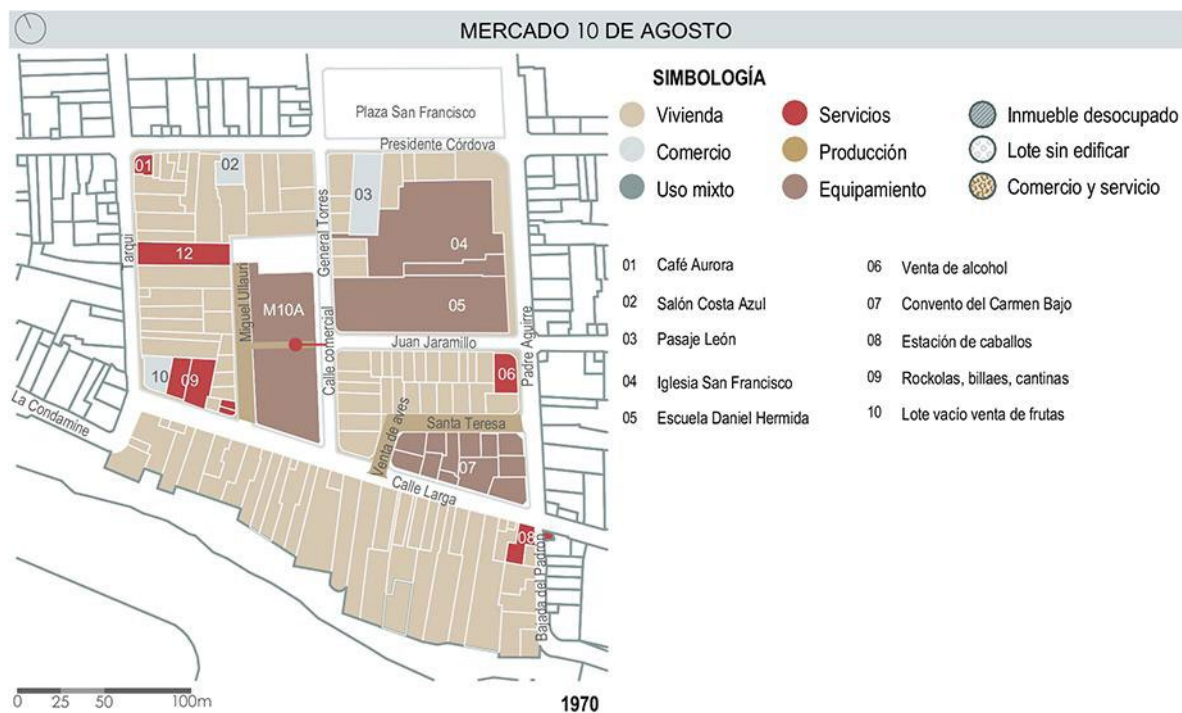 MERCADO 10 DE AGOSTO
Plaza San Francisco
Presidente Córdova
01
02
03
General Torres
04
Tarqui
12
Miguel Ullauri
M10A
05
Calle comercial
Juan Jaramillo
Padre Aguirre
06
10
09
La Condamine
Santa Teresa
Venta de aves
07
Calle Larga
08
Bajada del Padrón
0 25 50 100m
1970
SIMBOLOGÍA
Vivienda
Comercio
Uso mixto
Servicios
Producción
Equipamiento
Inmueble desocupado
Lote sin edificar
Comercio y servicio
01 Café Aurora
02 Salón Costa Azul
03 Pasaje León
04 Iglesia San Francisco
05 Escuela Daniel Hermida
06 Venta de alcohol
07 Convento del Carmen Bajo
08 Estación de caballos
09 Rockolas, billaes, cantinas
10 Lote vacío venta de frutas